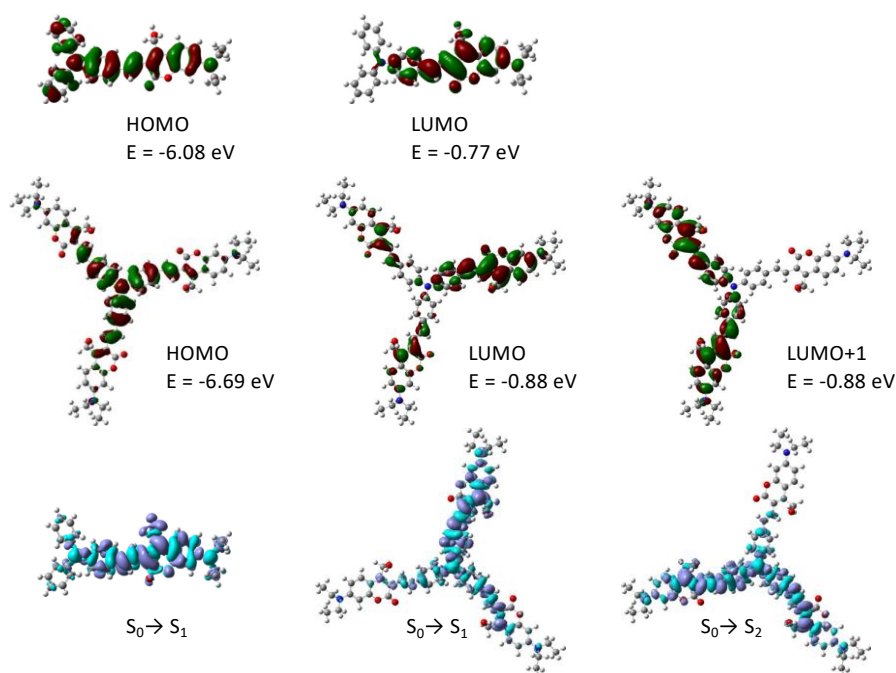 HOMO
E = -6.08 eV
LUMO
E = -0.77 eV
HOMO
E = -6.69 eV
LUMO
E = -0.88 eV
LUMO+1
E = -0.88 eV
S₀→ S₁
S₀→ S₁
S₀→ S₂